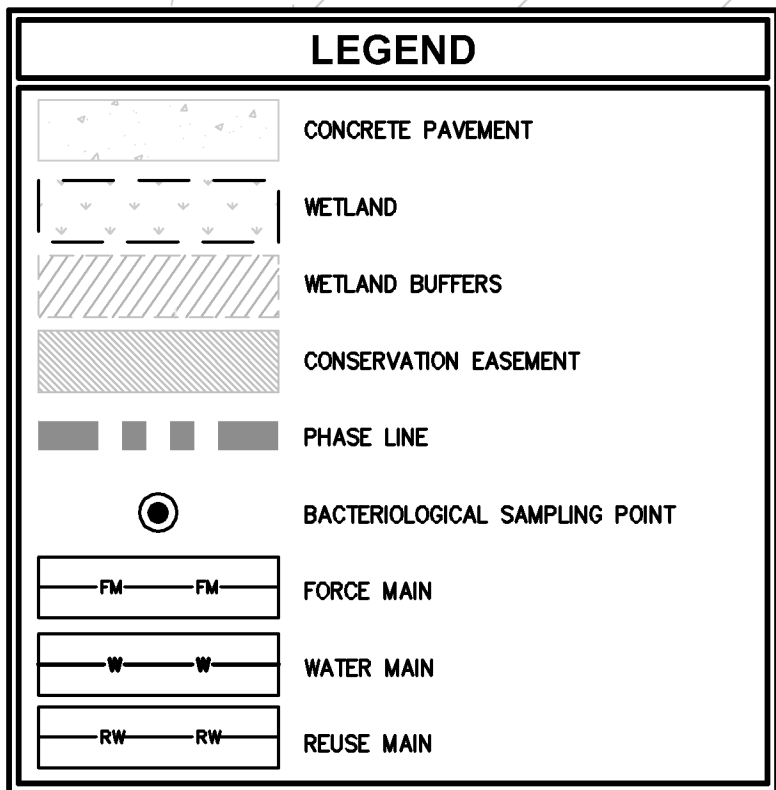 LEGEND
CONCRETE PAVEMENT
WETLAND
WETLAND BUFFERS
CONSERVATION EASEMENT
PHASE LINE
BACTERIOLOGICAL SAMPLING POINT
FM FM FORCE MAIN
W W WATER MAIN
RW RW REUSE MAIN